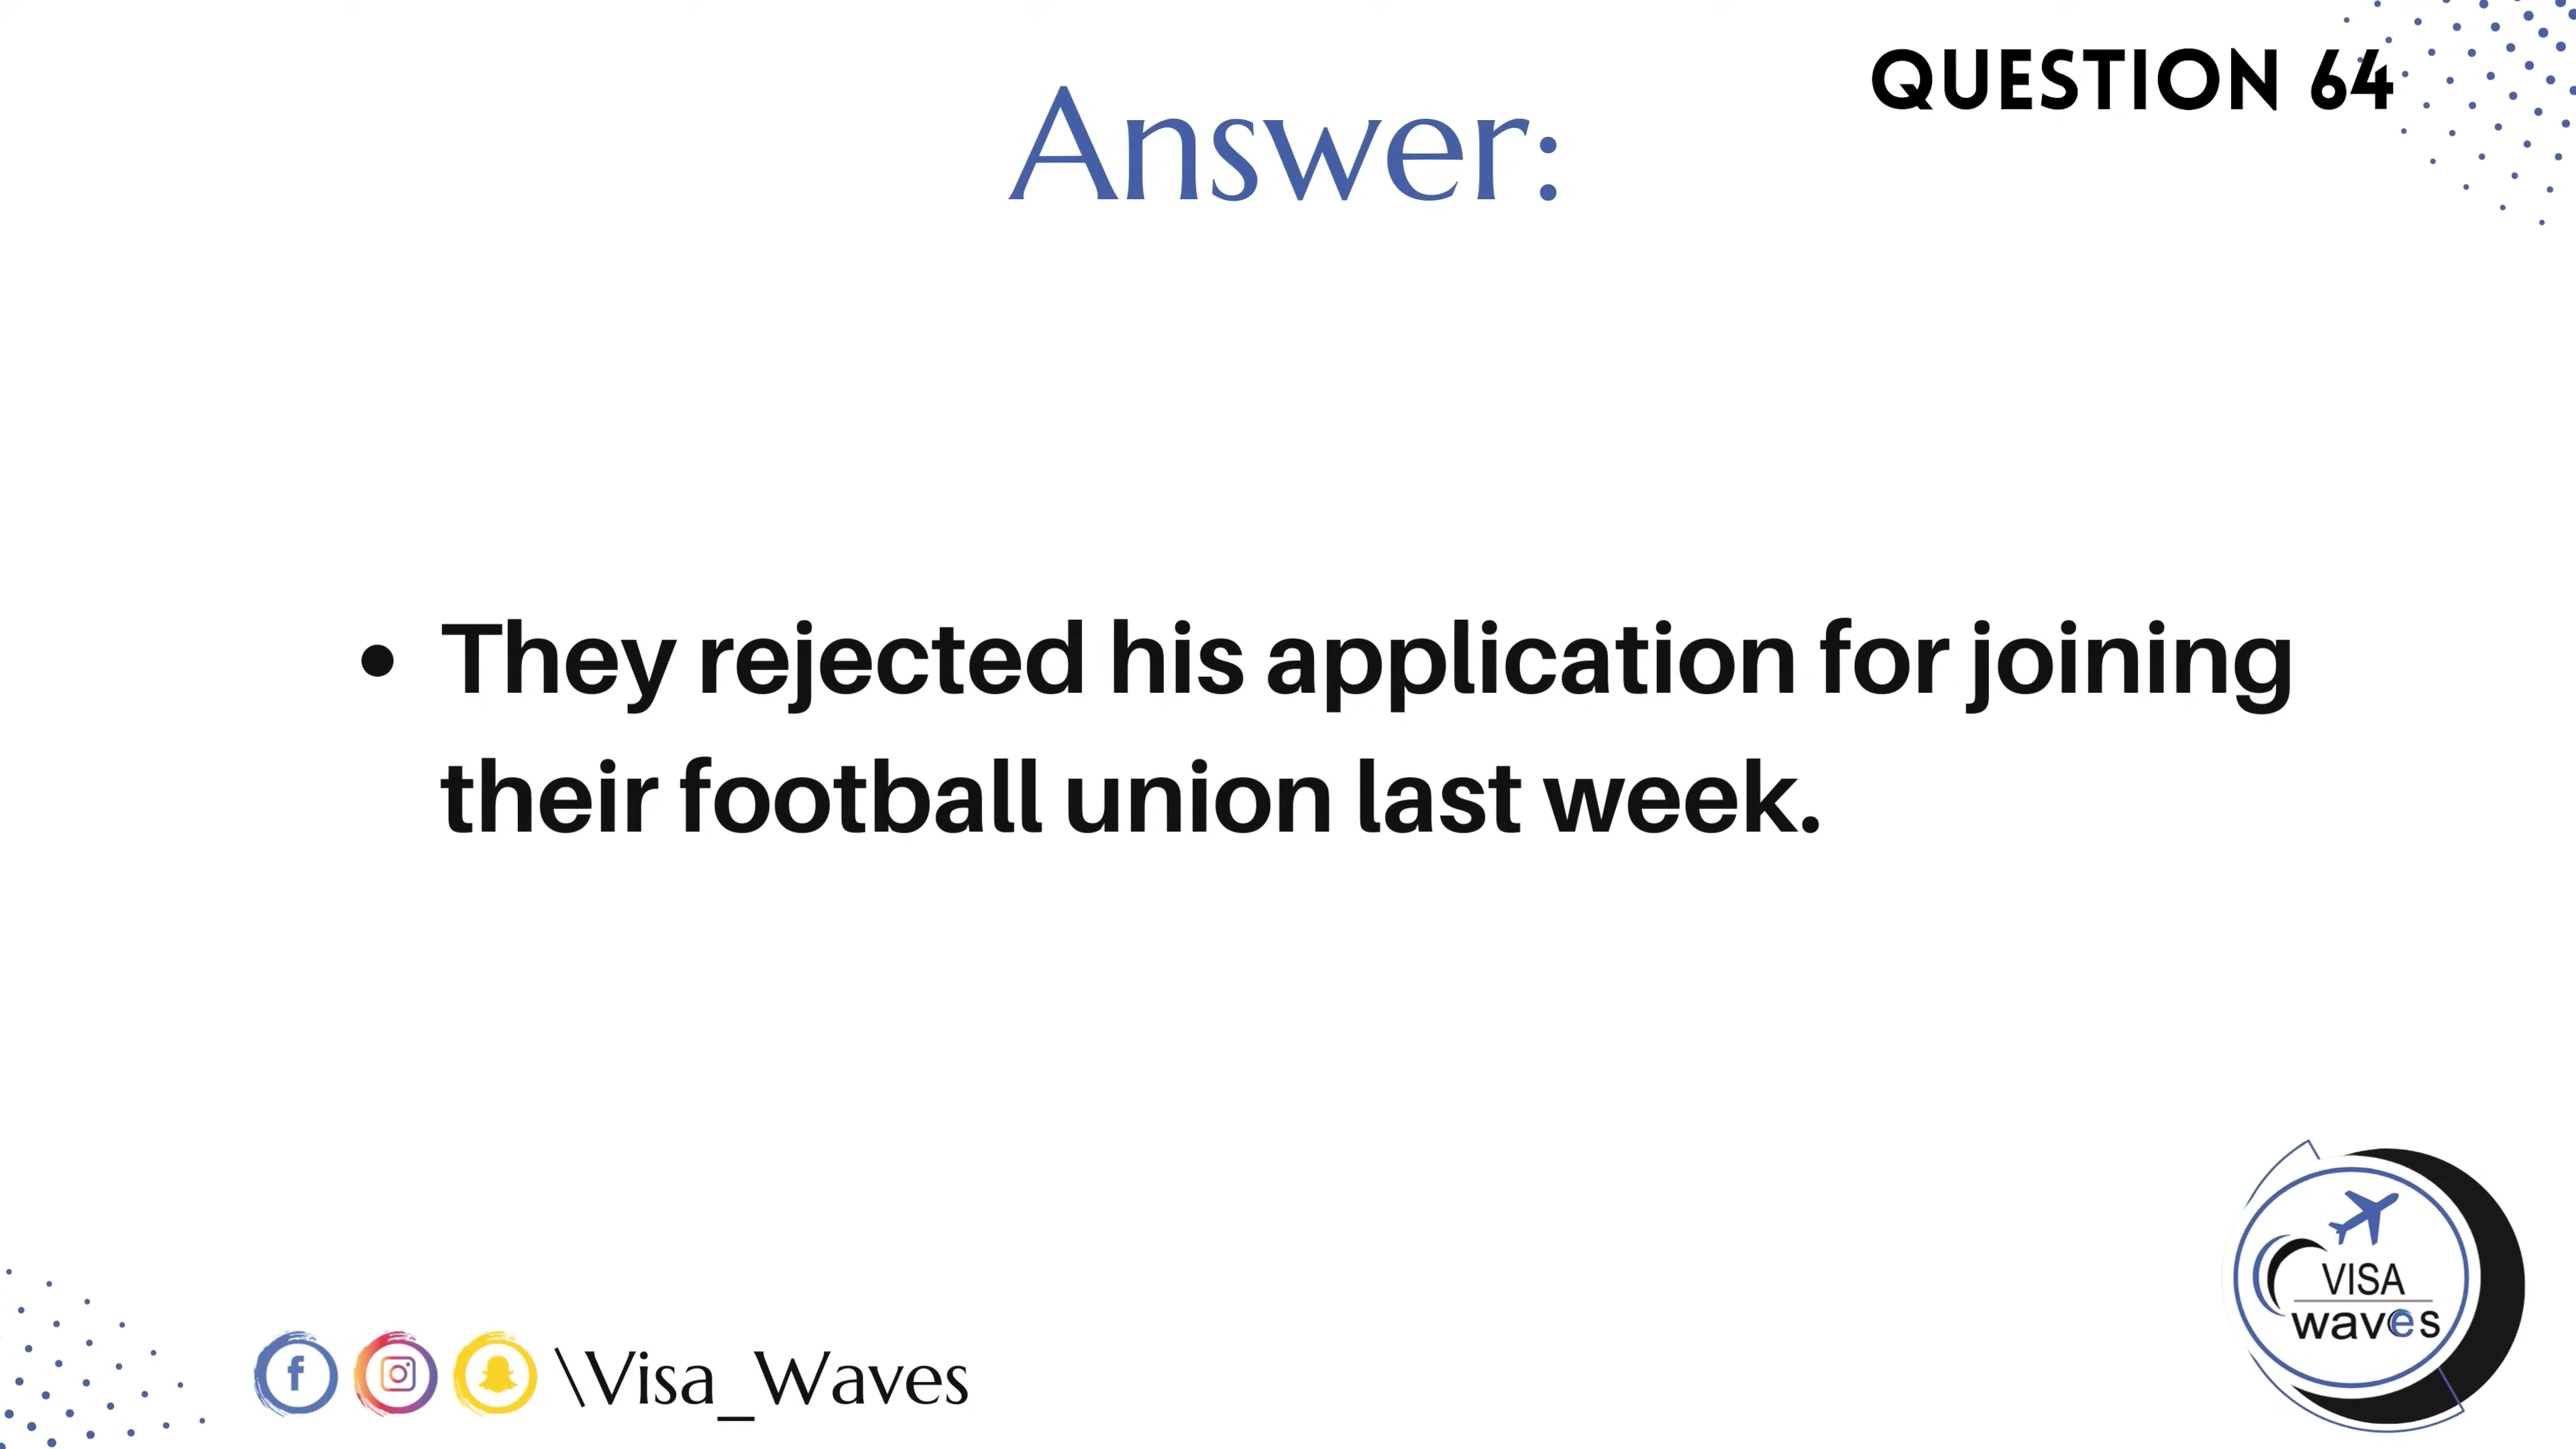 QUESTION 64
Answer:
• They rejected his application for joining
their football union last week.
\Visa_Waves
VISA
waves